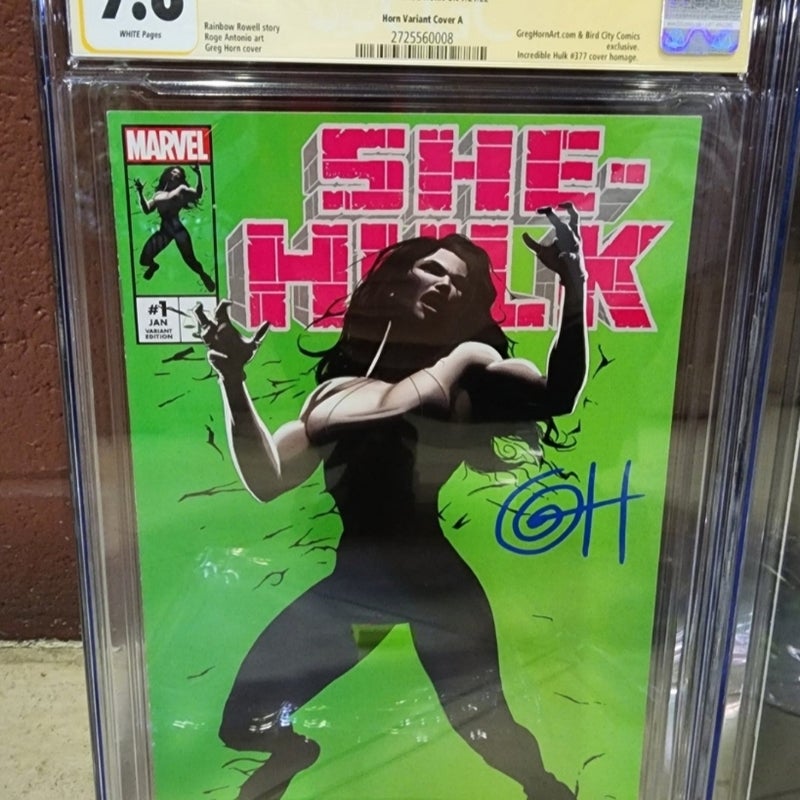 WHITE Pages
Rainbow Rowell story
Roge Antonio art
Greg Horn cover
Horn Variant Cover A
2725560008
GregHornArt.com & Bird City Comics
exclusive.
Incredible Hulk #377 cover homage.
MARVEL
SHE-
HULK
#1
JAN
VARIANT
EDITION
GH